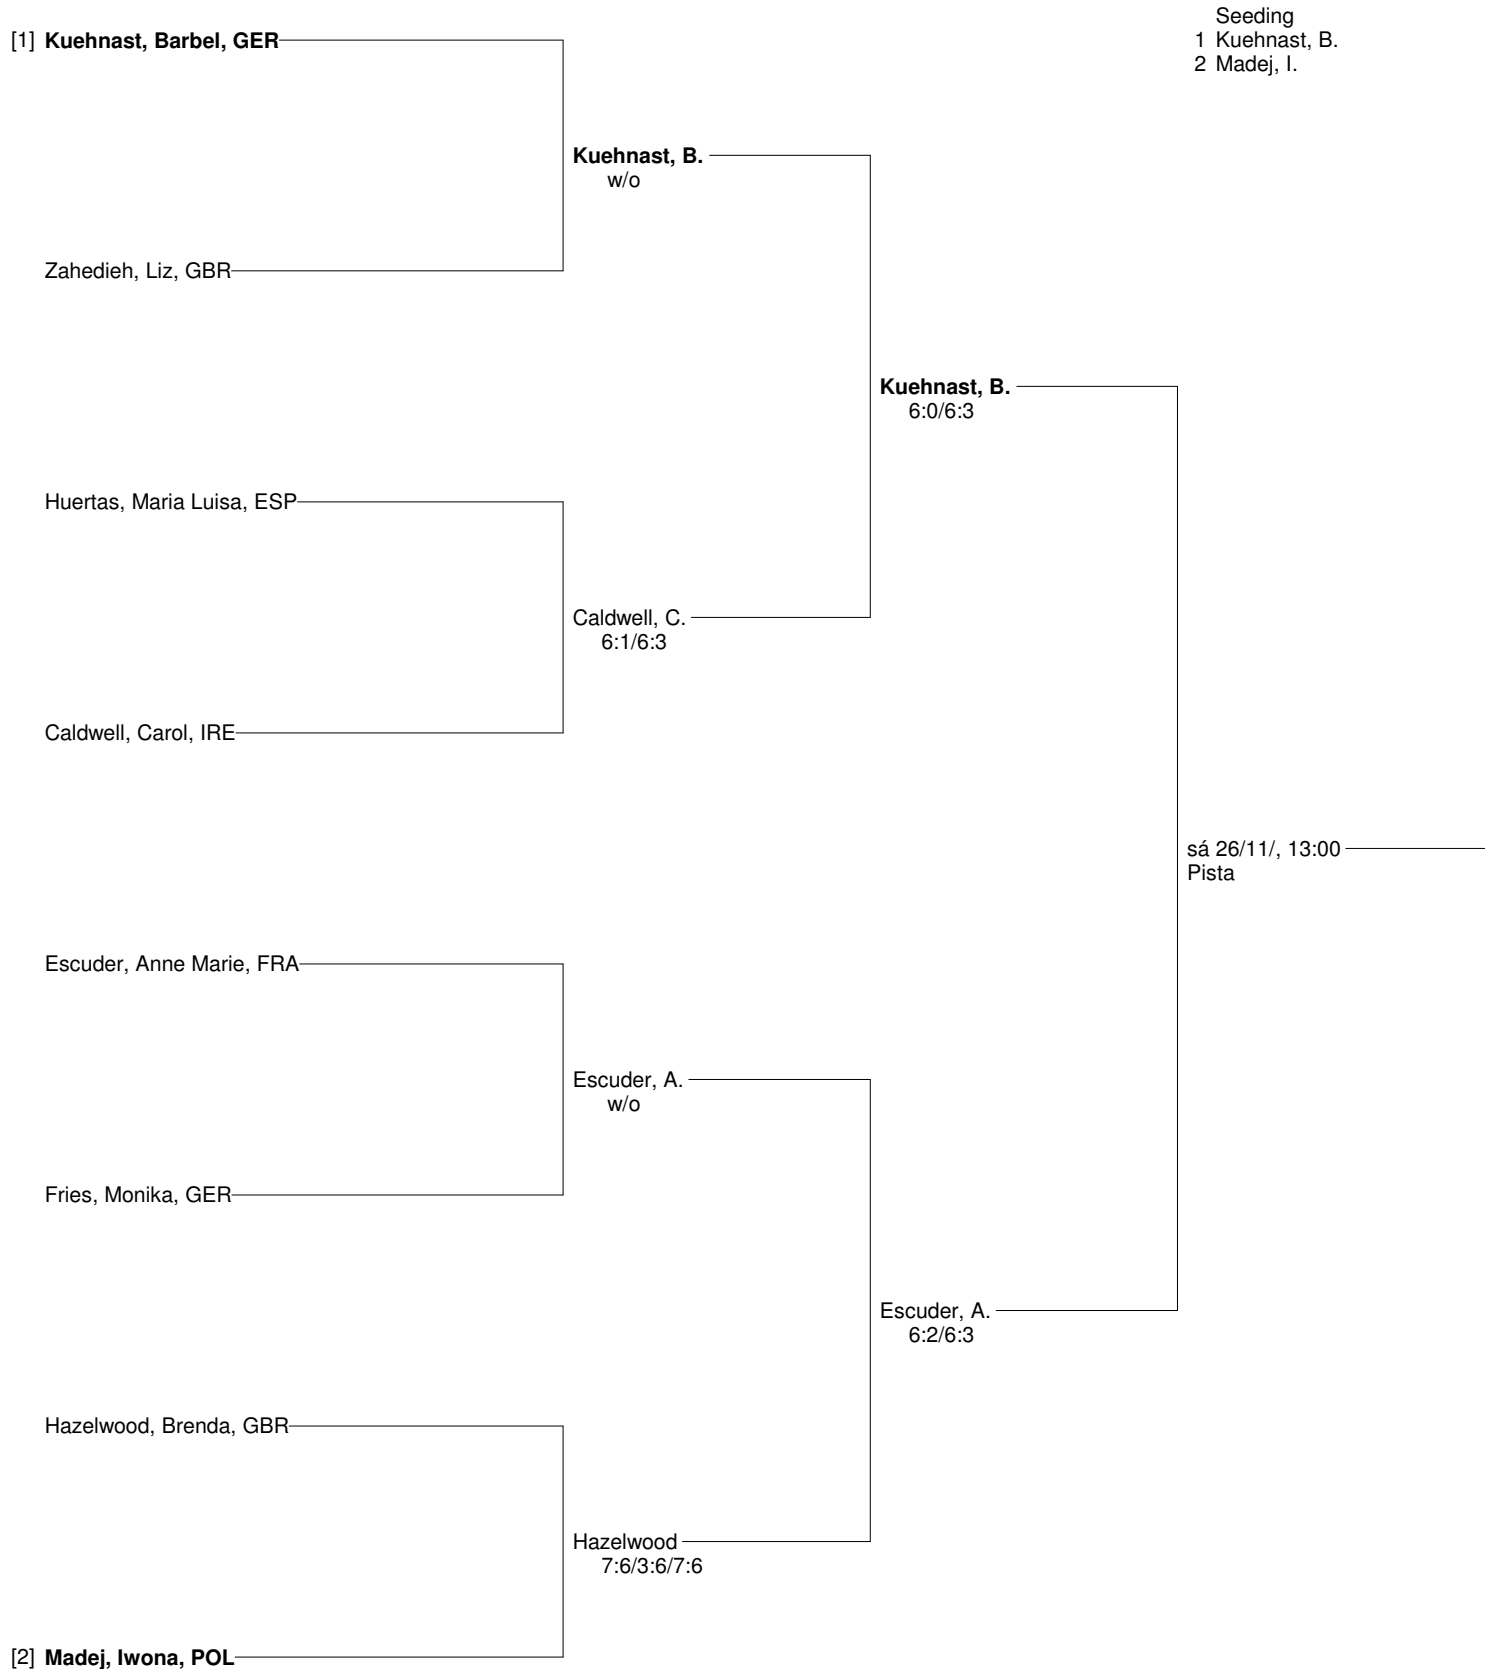 Seeding
[1] Kuehnast, Barbel, GER
1 Kuehnast, B.
2 Madej, I.
Kuehnast, B.
w/o
Zahedieh, Liz, GBR
Kuehnast, B.
6:0/6:3
Huertas, Maria Luisa, ESP
Caldwell, C.
6:1/6:3
Caldwell, Carol, IRE
sá 26/11/, 13:00
Pista
Escuder, Anne Marie, FRA
Escuder, A.
w/o
Fries, Monika, GER
Escuder, A.
6:2/6:3
Hazelwood, Brenda, GBR
Hazelwood
7:6/3:6/7:6
[2] Madej, Iwona, POL